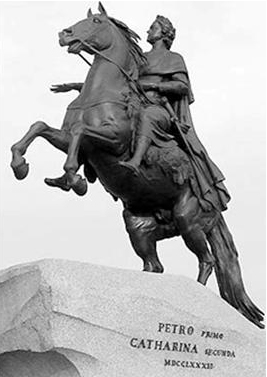 PETRO PRIMO
CATHARINA SECUNDA
MDCCLXXXII